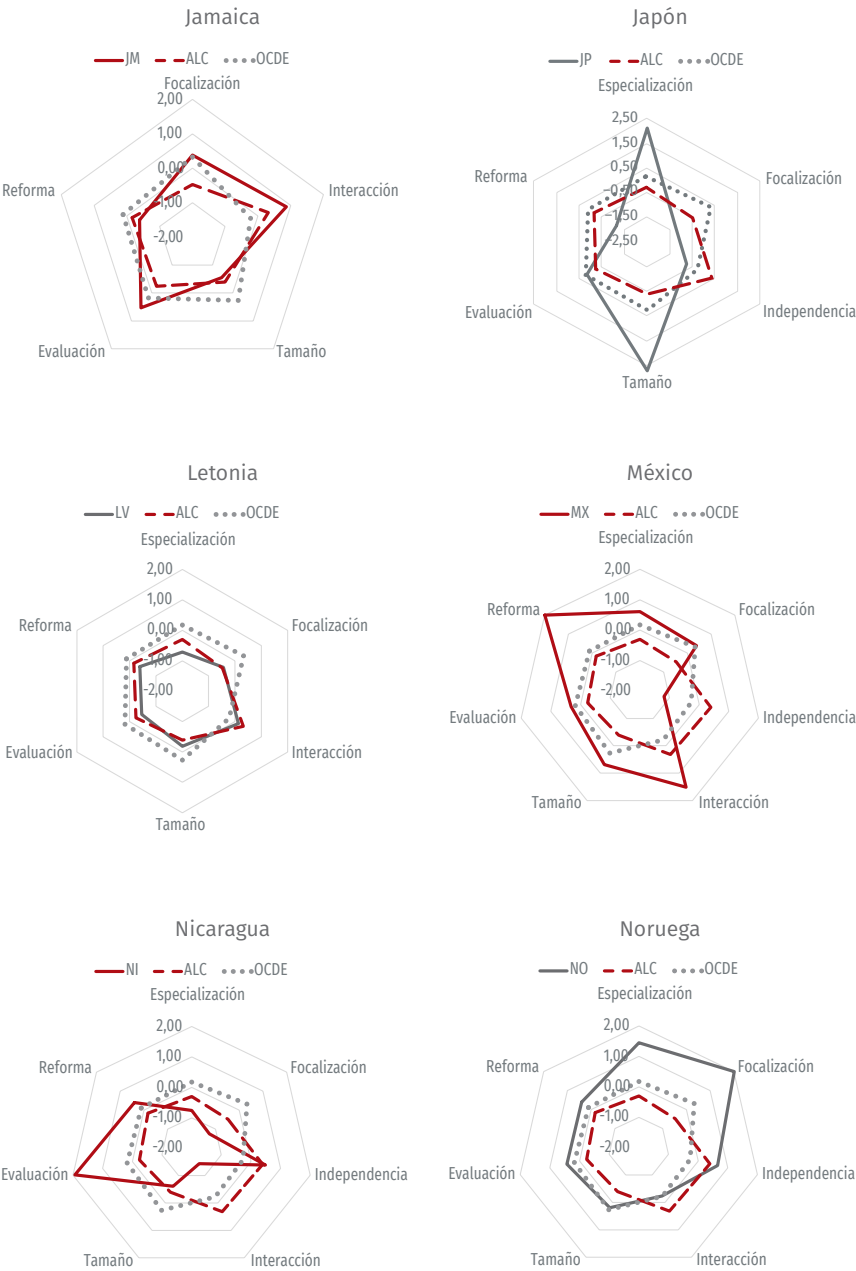 Jamaica
JM ALC OCDE
Focalización
2,00
1,00
0,00
-1,00
-2,00
Reforma
Interacción
Evaluación
Tamaño
Japón
JP ALC OCDE
Especialización
2,50
1,50
0,50
-0,50
-1,50
-2,50
Reforma
Focalización
Evaluación
Independencia
Tamaño
Letonia
LV ALC OCDE
Especialización
2,00
1,00
0,00
-1,00
-2,00
Reforma
Focalización
Evaluación
Interacción
Tamaño
México
MX ALC OCDE
Especialización
2,00
1,00
0,00
-1,00
-2,00
Reforma
Focalización
Evaluación
Independencia
Tamaño
Interacción
Nicaragua
NI ALC OCDE
Especialización
2,00
1,00
0,00
-1,00
-2,00
Reforma
Focalización
Evaluación
Independencia
Tamaño
Interacción
Noruega
NO ALC OCDE
Especialización
2,00
1,00
0,00
-1,00
-2,00
Reforma
Focalización
Evaluación
Independencia
Tamaño
Interacción